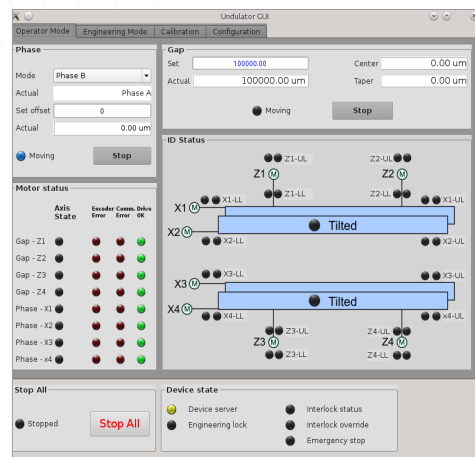 Undulator GUI
Operator Mode Engineering Mode Calibration Configuration
Phase
Mode Phase B
Actual Phase A
Set offset 0
Actual 0.00 um
Moving Stop
Gap
Set 100000.00 Center 0.00 um
Actual 100000.00 um Taper 0.00 um
Moving Stop
ID Status
Z1-UL Z2-UL
Z1 M Z2 M
X1-LL Z1-LL Z2-LL X1-UL
X1 M
Tilted
X2 M
X2-LL X2-UL
X3-LL X3-UL
X3 M
Tilted
X4 M
X4-LL x4-UL
Z3-UL Z4-UL
Z3 M Z4 M
Z3-LL Z4-LL
Motor status
Axis State Encoder Error Comm. Error Drive OK
Gap - Z1
Gap - Z2
Gap - Z3
Gap - Z4
Phase - X1
Phase - X2
Phase - X3
Phase - x4
Stop All
Stopped Stop All
Device state
Device server Interlock status
Engineering lock Interlock override
Emergency stop